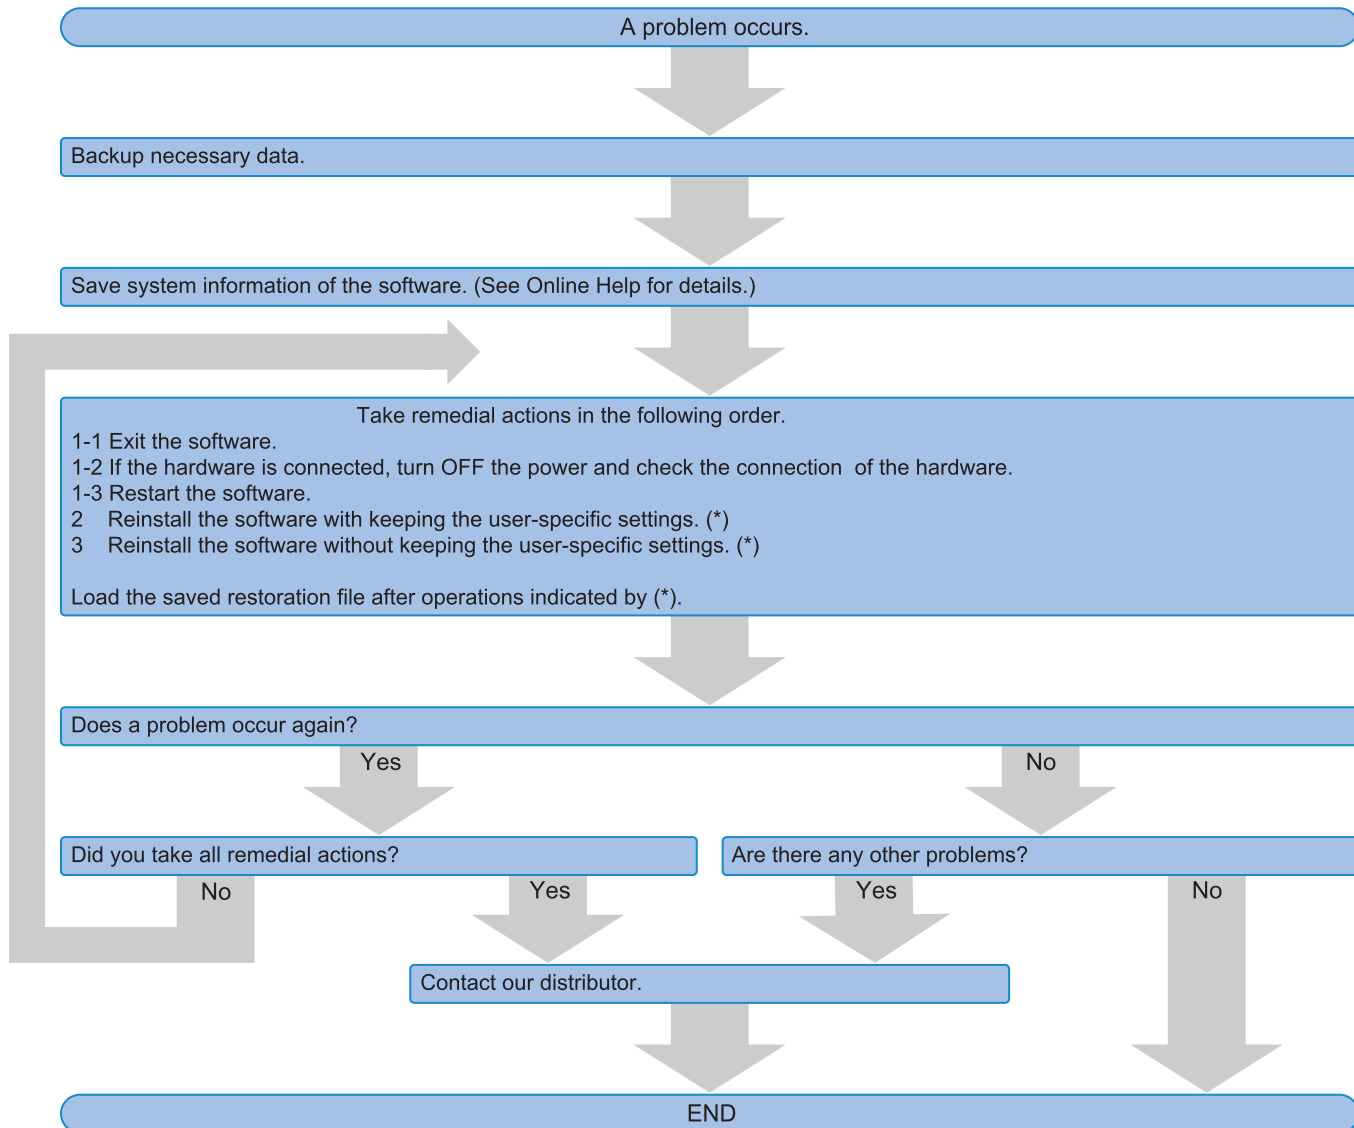 A problem occurs.
Backup necessary data.
Save system information of the software. (See Online Help for details.)
Take remedial actions in the following order.
1-1 Exit the software.
1-2 If the hardware is connected, turn OFF the power and check the connection  of the hardware.
1-3 Restart the software.
2    Reinstall the software with keeping the user-specific settings. (*)
3    Reinstall the software without keeping the user-specific settings. (*)
Load the saved restoration file after operations indicated by (*).
Does a problem occur again?
Yes
No
Did you take all remedial actions?
Are there any other problems?
No
Yes
Yes
No
Contact our distributor.
END